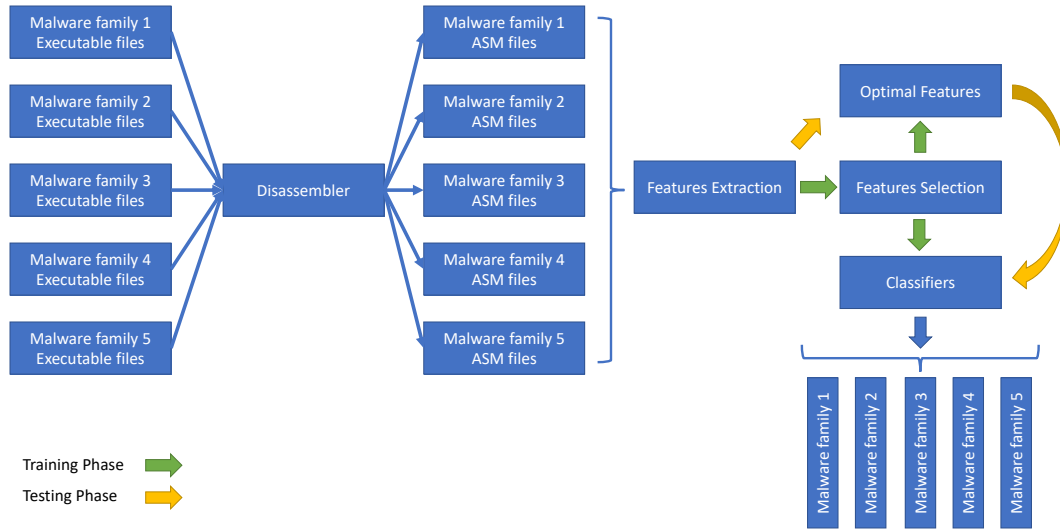 Malware family 1
Executable files
Malware family 2
Executable files
Malware family 3
Executable files
Malware family 4
Executable files
Malware family 5
Executable files
Disassembler
Malware family 1
ASM files
Malware family 2
ASM files
Malware family 3
ASM files
Malware family 4
ASM files
Malware family 5
ASM files
Features Extraction
Optimal Features
Features Selection
Classifiers
Malware family 1
Malware family 2
Malware family 3
Malware family 4
Malware family 5
Training Phase
Testing Phase